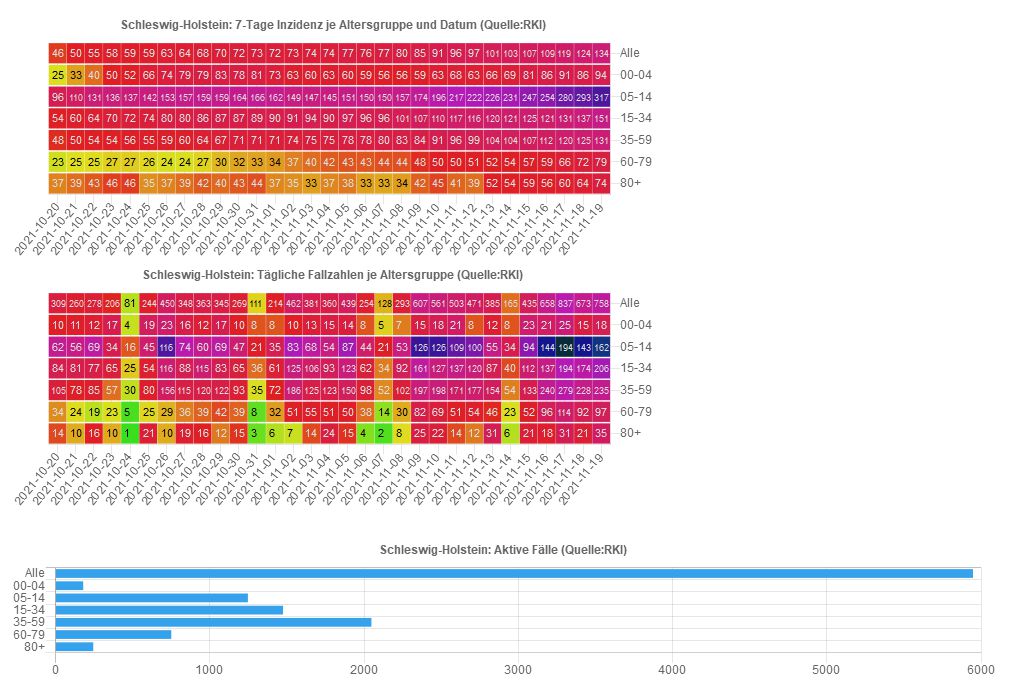 Schleswig-Holstein: 7-Tage Inzidenz je Altersgruppe und Datum (Quelle:RKI)
46 50 55 58 59 59 63 64 68 70 72 73 72 73 74 74 77 76 77 80 85 91 96 97 101 103 107 109 119 124 134 Alle
25 33 40 50 52 66 74 79 79 83 78 81 73 63 60 63 60 59 56 56 59 63 68 63 66 69 81 86 91 86 94 00-04
96 110 131 136 137 142 153 157 159 159 164 166 162 149 147 145 151 150 150 157 174 196 217 222 226 231 247 254 280 293 317 05-14
54 60 64 70 72 74 80 80 86 87 87 89 90 91 94 90 97 96 96 101 107 110 117 116 120 121 125 121 131 137 151 15-34
48 50 54 54 56 55 59 60 64 67 71 71 71 74 75 75 78 78 80 83 84 91 96 99 104 104 107 112 120 125 131 35-59
23 25 25 27 27 26 24 24 27 30 32 33 34 37 40 42 43 43 44 44 48 50 50 51 52 54 57 59 66 72 79 60-79
37 39 43 46 46 35 37 39 42 40 43 44 37 35 33 37 38 33 33 34 42 45 41 39 52 54 59 56 60 64 74 80+
2021-10-20 2021-10-21 2021-10-22 2021-10-23 2021-10-24 2021-10-25 2021-10-26 2021-10-27 2021-10-28 2021-10-29 2021-10-30 2021-10-31 2021-11-01 2021-11-02 2021-11-03 2021-11-04 2021-11-05 2021-11-06 2021-11-07 2021-11-08 2021-11-09 2021-11-10 2021-11-11 2021-11-12 2021-11-13 2021-11-14 2021-11-15 2021-11-16 2021-11-17 2021-11-18 2021-11-19
Schleswig-Holstein: Tägliche Fallzahlen je Altersgruppe (Quelle:RKI)
309 260 278 206 81 244 450 348 363 345 269 111 214 462 381 360 439 254 128 293 607 561 503 471 385 165 435 658 837 673 758 Alle
10 11 12 17 4 19 23 16 12 17 10 8 8 10 13 15 14 8 5 7 15 18 21 8 12 8 23 21 25 15 18 00-04
62 56 69 34 16 45 116 74 60 69 47 21 35 83 68 54 87 44 21 53 126 126 109 100 55 34 94 144 194 143 162 05-14
84 81 77 65 25 54 116 88 115 83 65 36 61 125 106 93 123 62 34 92 161 127 137 120 87 40 112 137 194 174 206 15-34
105 78 85 57 30 80 156 115 120 122 93 35 72 186 125 123 150 98 52 102 197 198 171 177 154 54 133 240 279 228 235 35-59
34 24 19 23 5 25 29 36 39 42 39 8 32 51 55 51 50 38 14 30 82 69 51 54 46 23 52 96 114 92 97 60-79
14 10 16 10 1 21 10 19 16 12 15 3 6 7 14 24 15 4 2 8 25 22 14 12 31 6 21 18 31 21 35 80+
2021-10-20 2021-10-21 2021-10-22 2021-10-23 2021-10-24 2021-10-25 2021-10-26 2021-10-27 2021-10-28 2021-10-29 2021-10-30 2021-10-31 2021-11-01 2021-11-02 2021-11-03 2021-11-04 2021-11-05 2021-11-06 2021-11-07 2021-11-08 2021-11-09 2021-11-10 2021-11-11 2021-11-12 2021-11-13 2021-11-14 2021-11-15 2021-11-16 2021-11-17 2021-11-18 2021-11-19
Schleswig-Holstein: Aktive Fälle (Quelle:RKI)
Alle
00-04
05-14
15-34
35-59
60-79
80+
0 1000 2000 3000 4000 5000 6000